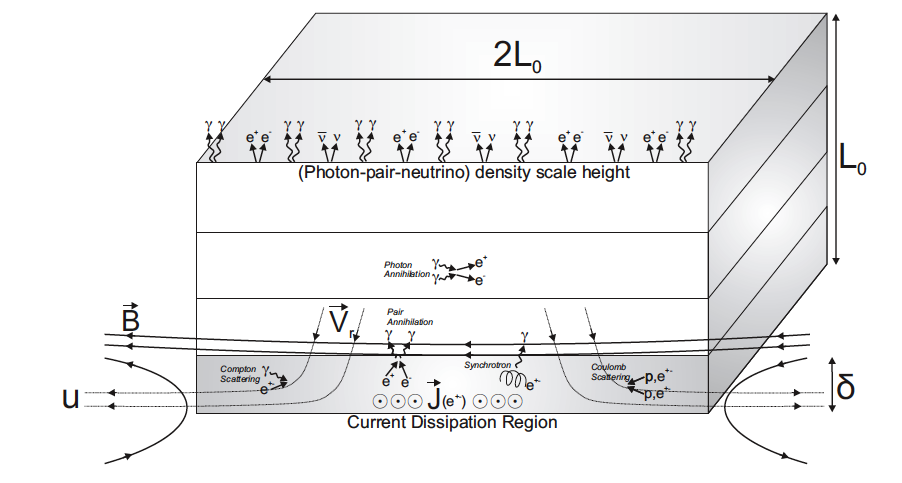 2L₀
γ γ e⁺ e⁻ γ γ ν̅ ν γ γ e⁺ e⁻ γ γ ν̅ ν γ γ e⁺ e⁻ ν̅ ν e⁺ e⁻ γ γ
(Photon-pair-neutrino) density scale height
L₀
Photon
Annihilation
γ e⁺
γ e⁻
B⃗
V⃗r
Pair
Annihilation
γ γ
e⁺ e⁻
γ
Synchrotron
e⁺⁻
Compton
Scattering
γ
e⁺⁻
Coulomb
Scattering
p,e⁺⁻
p,e⁺⁻
u
J⃗(e⁺⁻)
δ
Current Dissipation Region